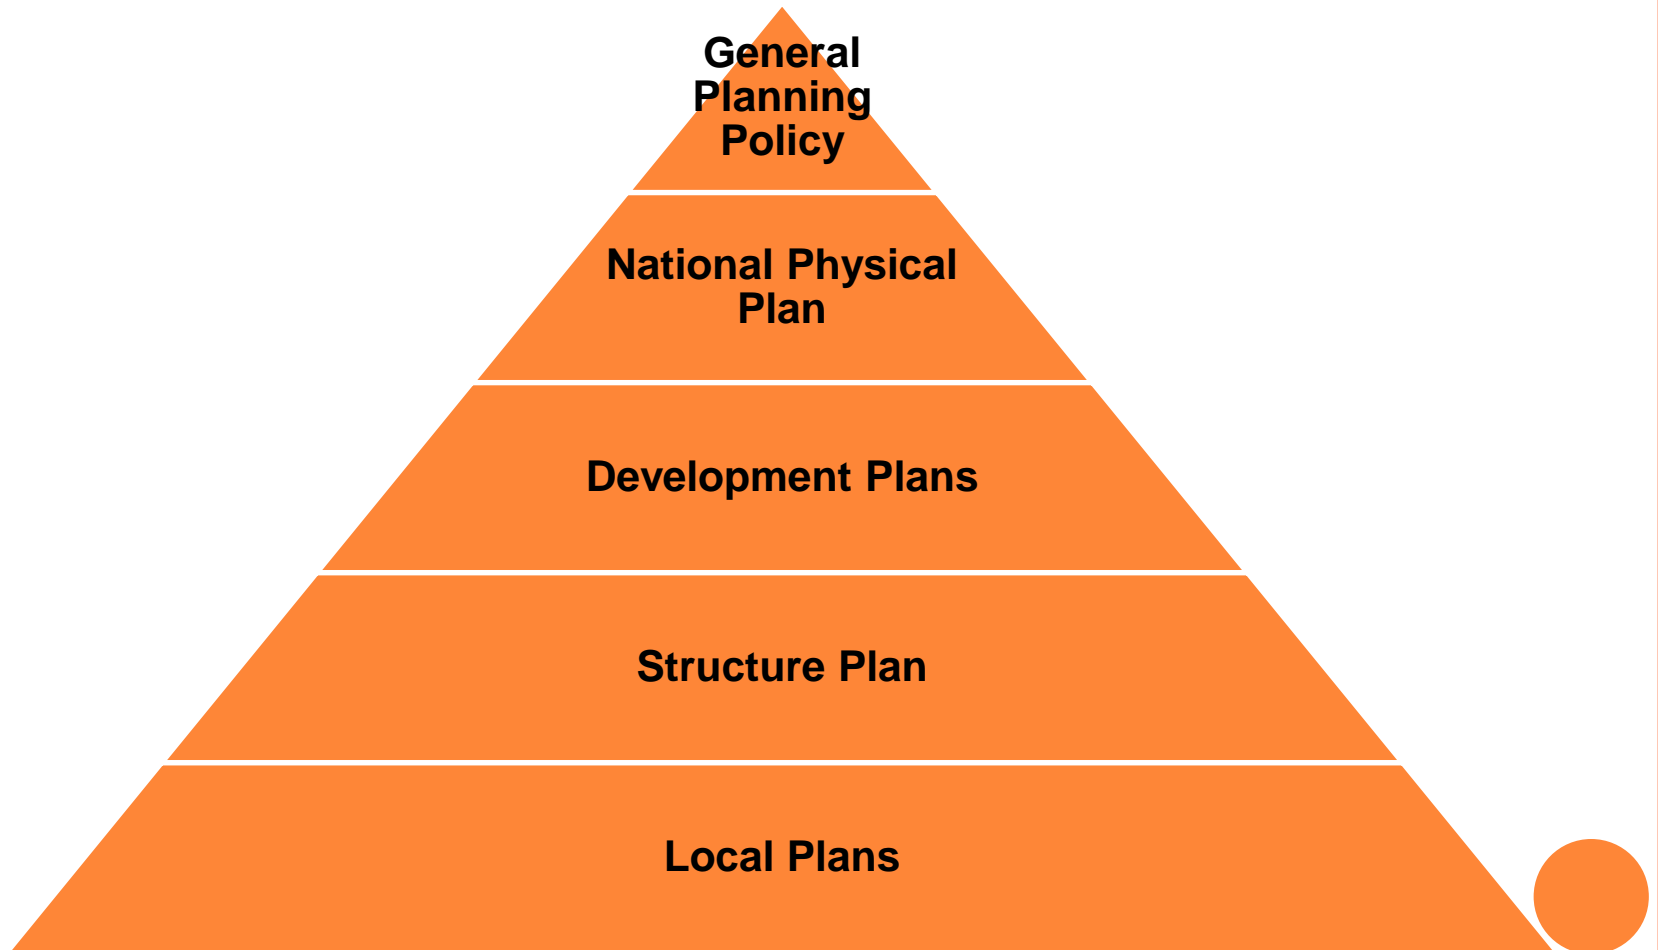 General
Planning
Policy
National Physical
Plan
Development Plans
Structure Plan
Local Plans